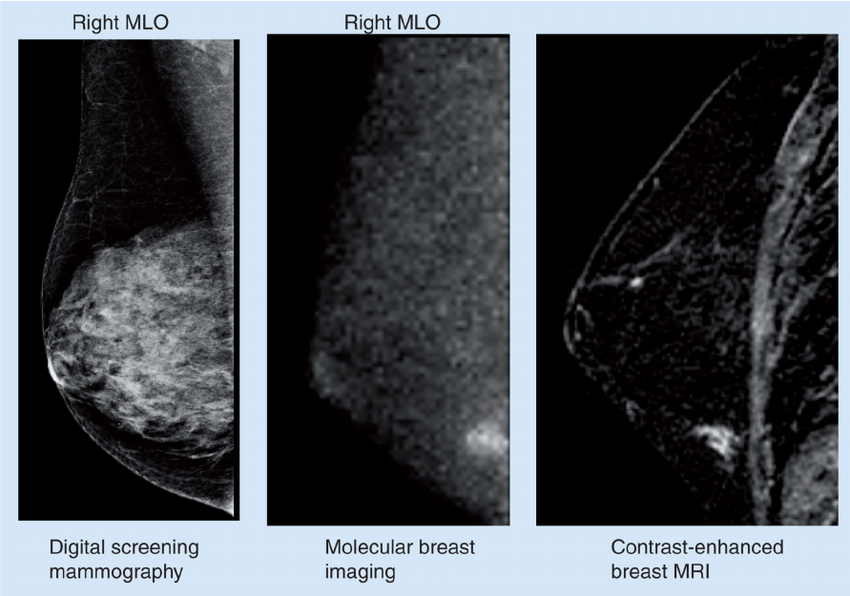 Right MLO
Right MLO
Digital screening
mammography
Molecular breast
imaging
Contrast-enhanced
breast MRI